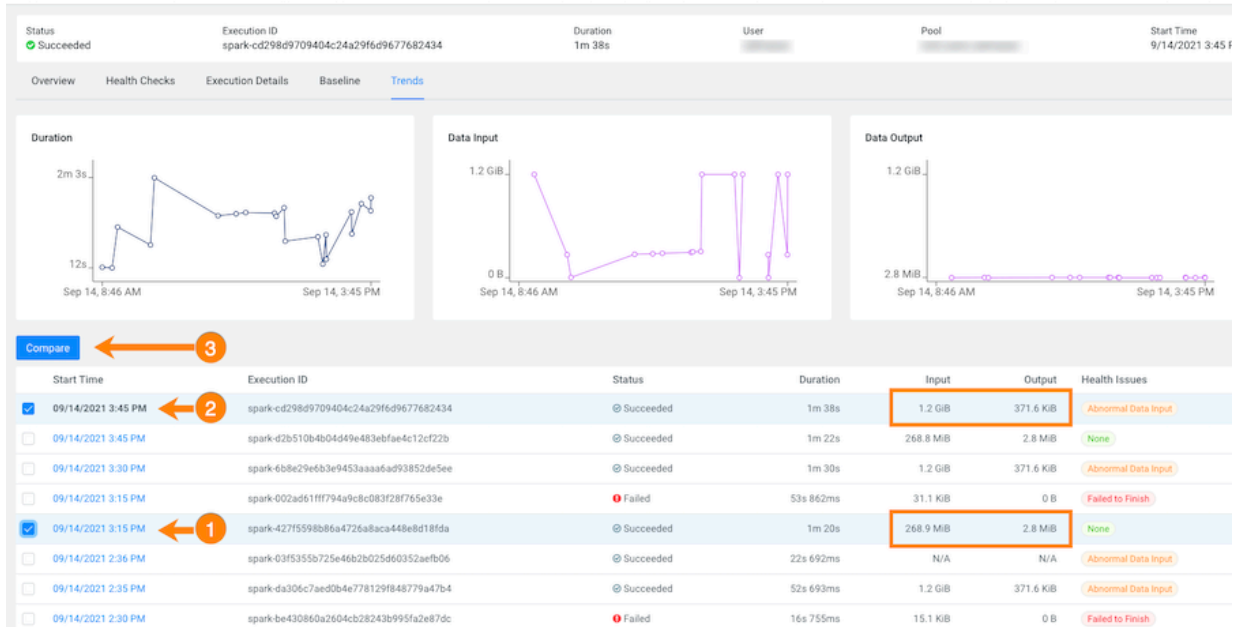 Status Execution ID Duration User Pool Start Time
Succeeded spark-cd298d9709404c24a29f6d9677682434 1m 38s 9/14/2021 3:45
Overview Health Checks Execution Details Baseline Trends
Duration
2m 3s
12s
Sep 14, 8:46 AM Sep 14, 3:45 PM
Data Input
1.2 GiB
0 B
Sep 14, 8:46 AM Sep 14, 3:45 PM
Data Output
1.2 GiB
2.8 MiB
Sep 14, 8:46 AM Sep 14, 3:45 PM
Compare 3
Start Time Execution ID Status Duration Input Output Health Issues
09/14/2021 3:45 PM 2 spark-cd298d9709404c24a29f6d9677682434 Succeeded 1m 38s 1.2 GiB 371.6 KiB Abnormal Data Input
09/14/2021 3:45 PM spark-d2b510b4b04d49e483ebfae4c12cf22b Succeeded 1m 22s 268.8 MiB 2.8 MiB None
09/14/2021 3:30 PM spark-6b8e29e6b3e9453aaaa6ad93852de5ee Succeeded 1m 30s 1.2 GiB 371.6 KiB Abnormal Data Input
09/14/2021 3:15 PM spark-002ad61fff794a9c8c083f28f765e33e Failed 53s 862ms 31.1 KiB 0 B Failed to Finish
09/14/2021 3:15 PM 1 spark-427f5598b86a4726a8aca448e8d18fda Succeeded 1m 20s 268.9 MiB 2.8 MiB None
09/14/2021 2:36 PM spark-03f5355b725e46b2b025d60352aefb06 Succeeded 22s 692ms N/A N/A Abnormal Data Input
09/14/2021 2:35 PM spark-da306c7aed0b4e778129f848779a47b4 Succeeded 52s 693ms 1.2 GiB 371.6 KiB Abnormal Data Input
09/14/2021 2:30 PM spark-be430860a2604cb28243b995fa2e87dc Failed 16s 755ms 15.1 KiB 0 B Failed to Finish